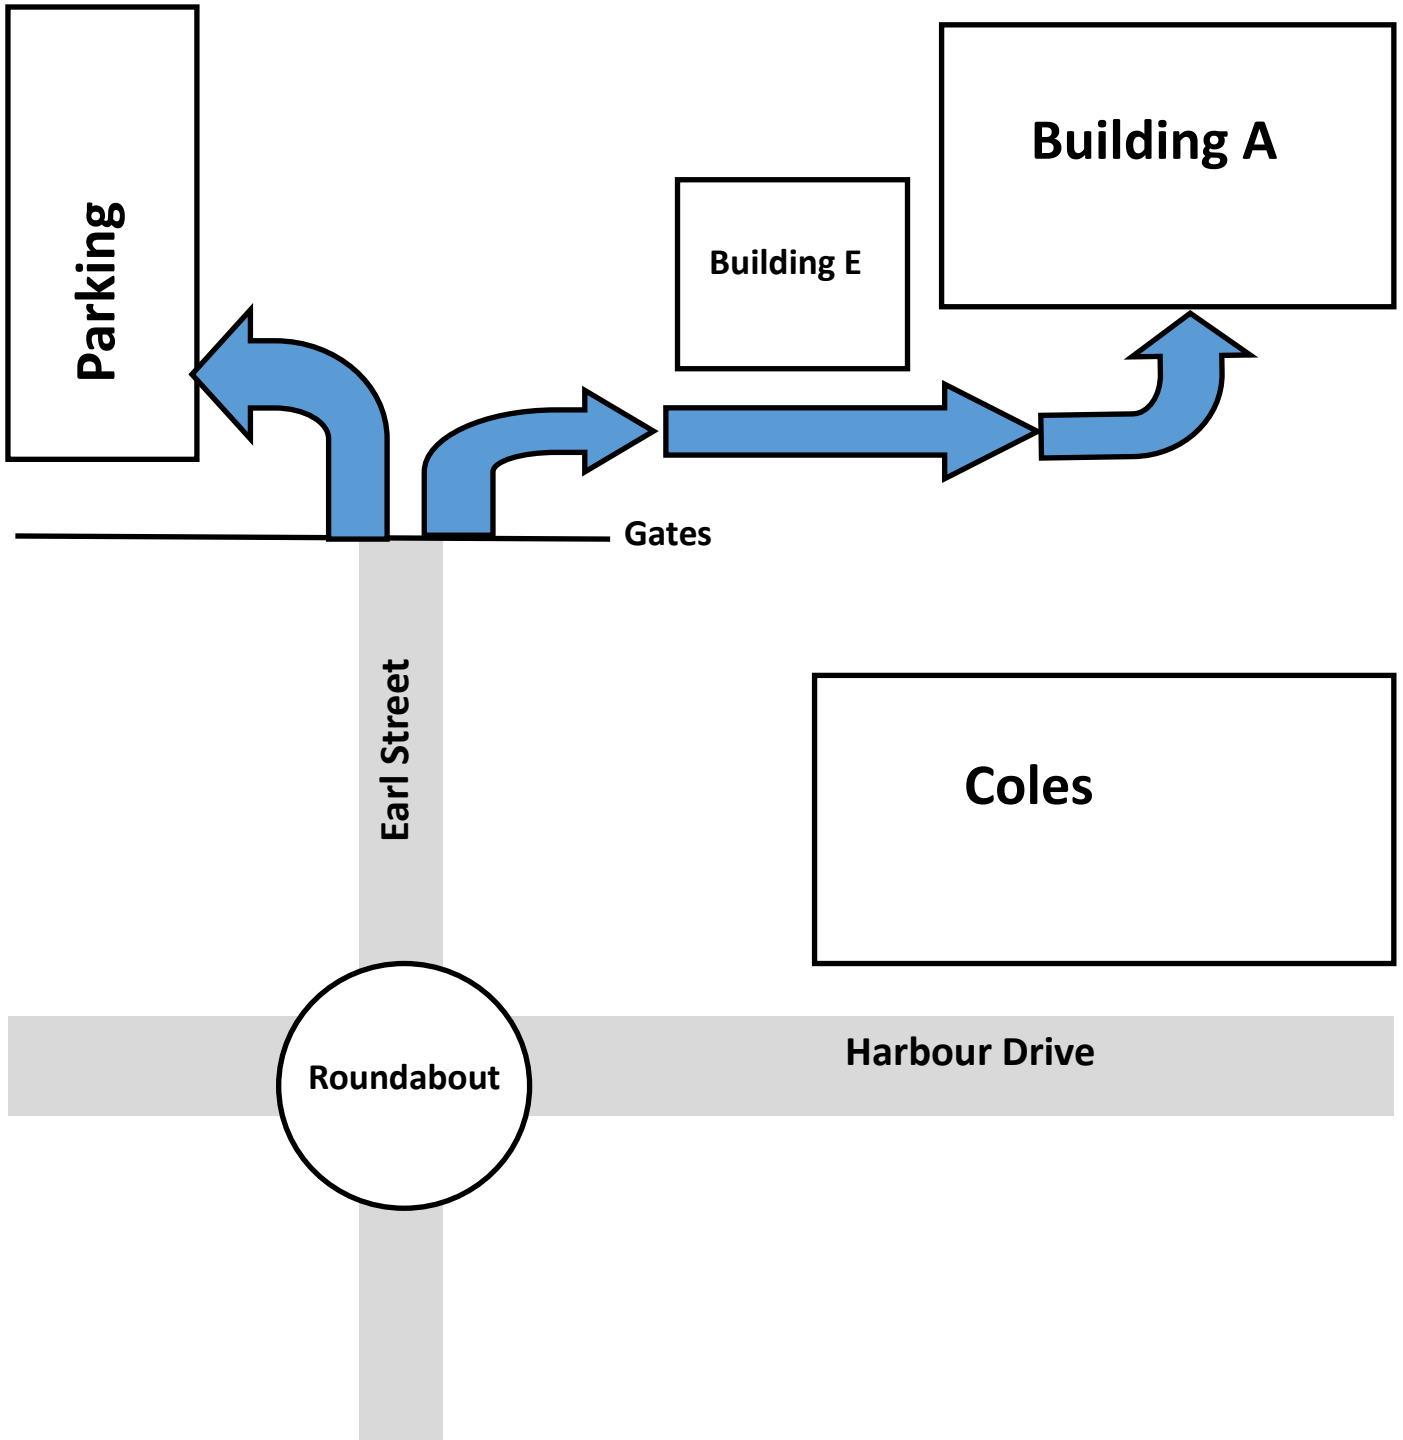 Building A
Parking
Building E
Gates
Earl Street
Coles
Harbour Drive
Roundabout